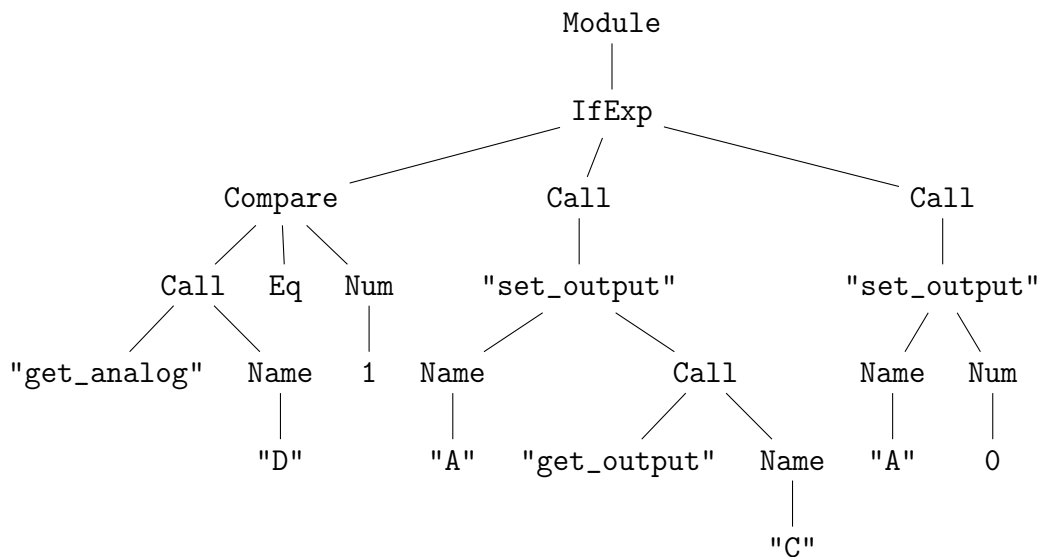 Module
IfExp
Compare Call Call
Call Eq Num "set_output" "set_output"
"get_analog" Name 1 Name Call Name Num
"D" "A" "get_output" Name "A" 0
"C"